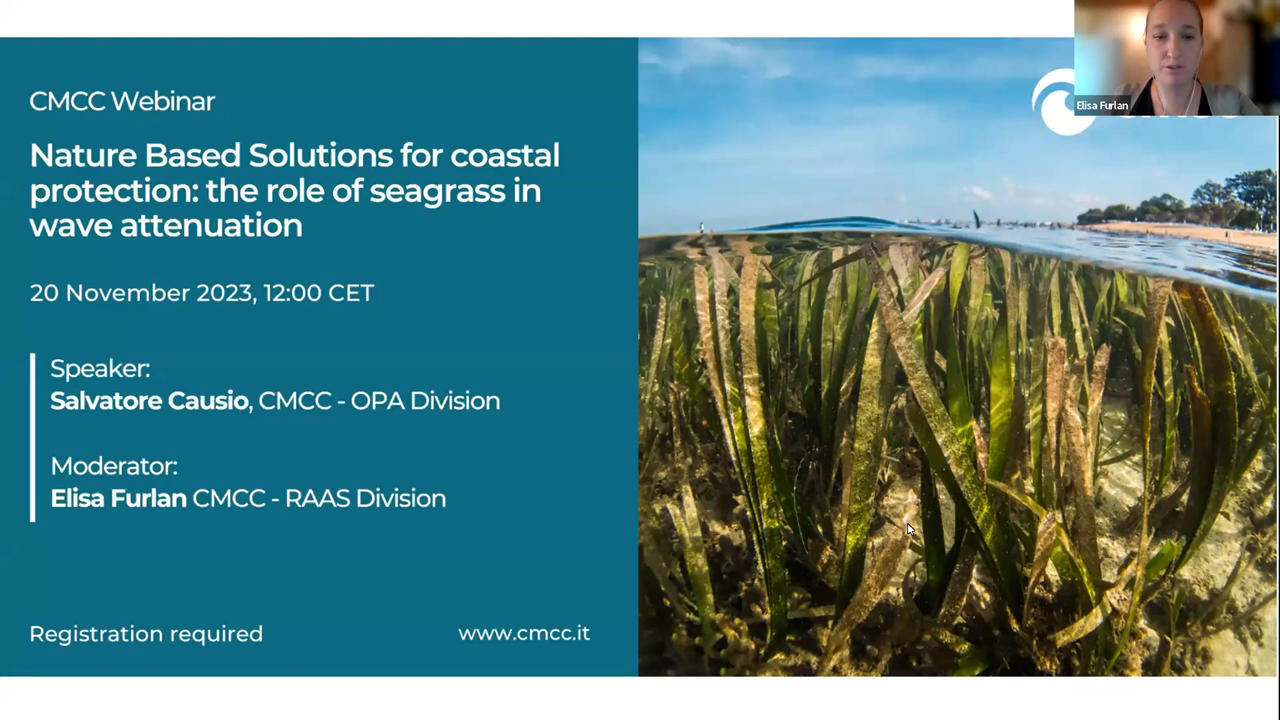 CMCC Webinar
Nature Based Solutions for coastal
protection: the role of seagrass in
wave attenuation
20 November 2023, 12:00 CET
Speaker:
Salvatore Causio, CMCC - OPA Division
Moderator:
Elisa Furlan CMCC - RAAS Division
Registration required
www.cmcc.it
Elisa Furlan